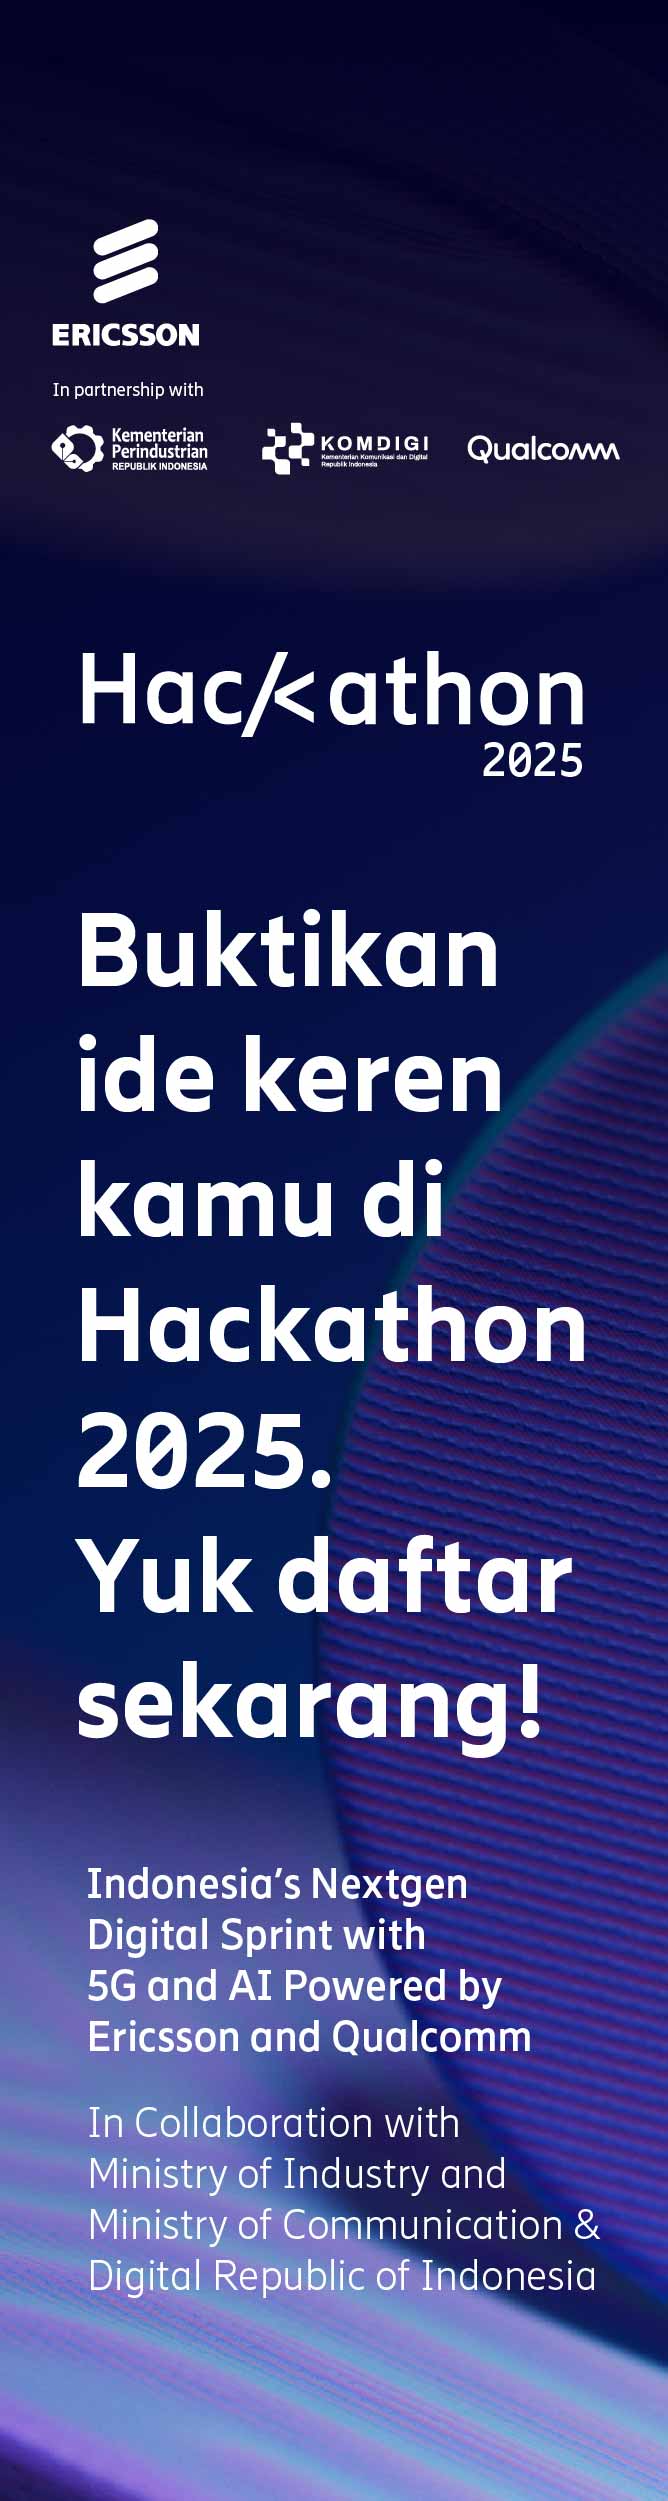 ERICSSON
In partnership with
Kementerian
Perindustrian
REPUBLIK INDONESIA
KOMDIGI
Kementerian Komunikasi dan Digital
Republik Indonesia
Qualcomm
Hackathon
2025
Buktikan
ide keren
kamu di
Hackathon
2025.
Yuk daftar
sekarang!
Indonesia's Nextgen
Digital Sprint with
5G and AI Powered by
Ericsson and Qualcomm
In Collaboration with
Ministry of Industry and
Ministry of Communication &
Digital Republic of Indonesia